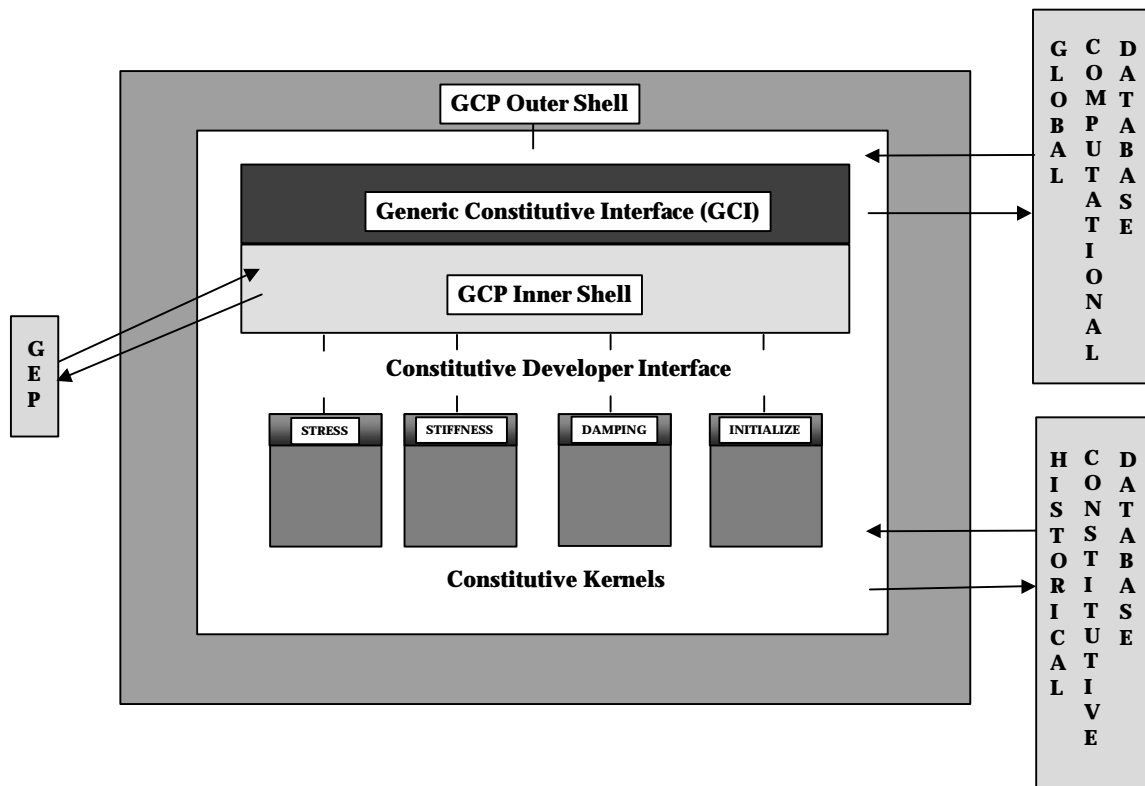 GCP Outer Shell
Generic Constitutive Interface (GCI)
GCP Inner Shell
GEP
Constitutive Developer Interface
STRESS
STIFFNESS
DAMPING
INITIALIZE
Constitutive Kernels
GLOBAL
COMPUTATIONAL
DATABASE
HISTORICAL
CONSTITUTIVE
DATABASE